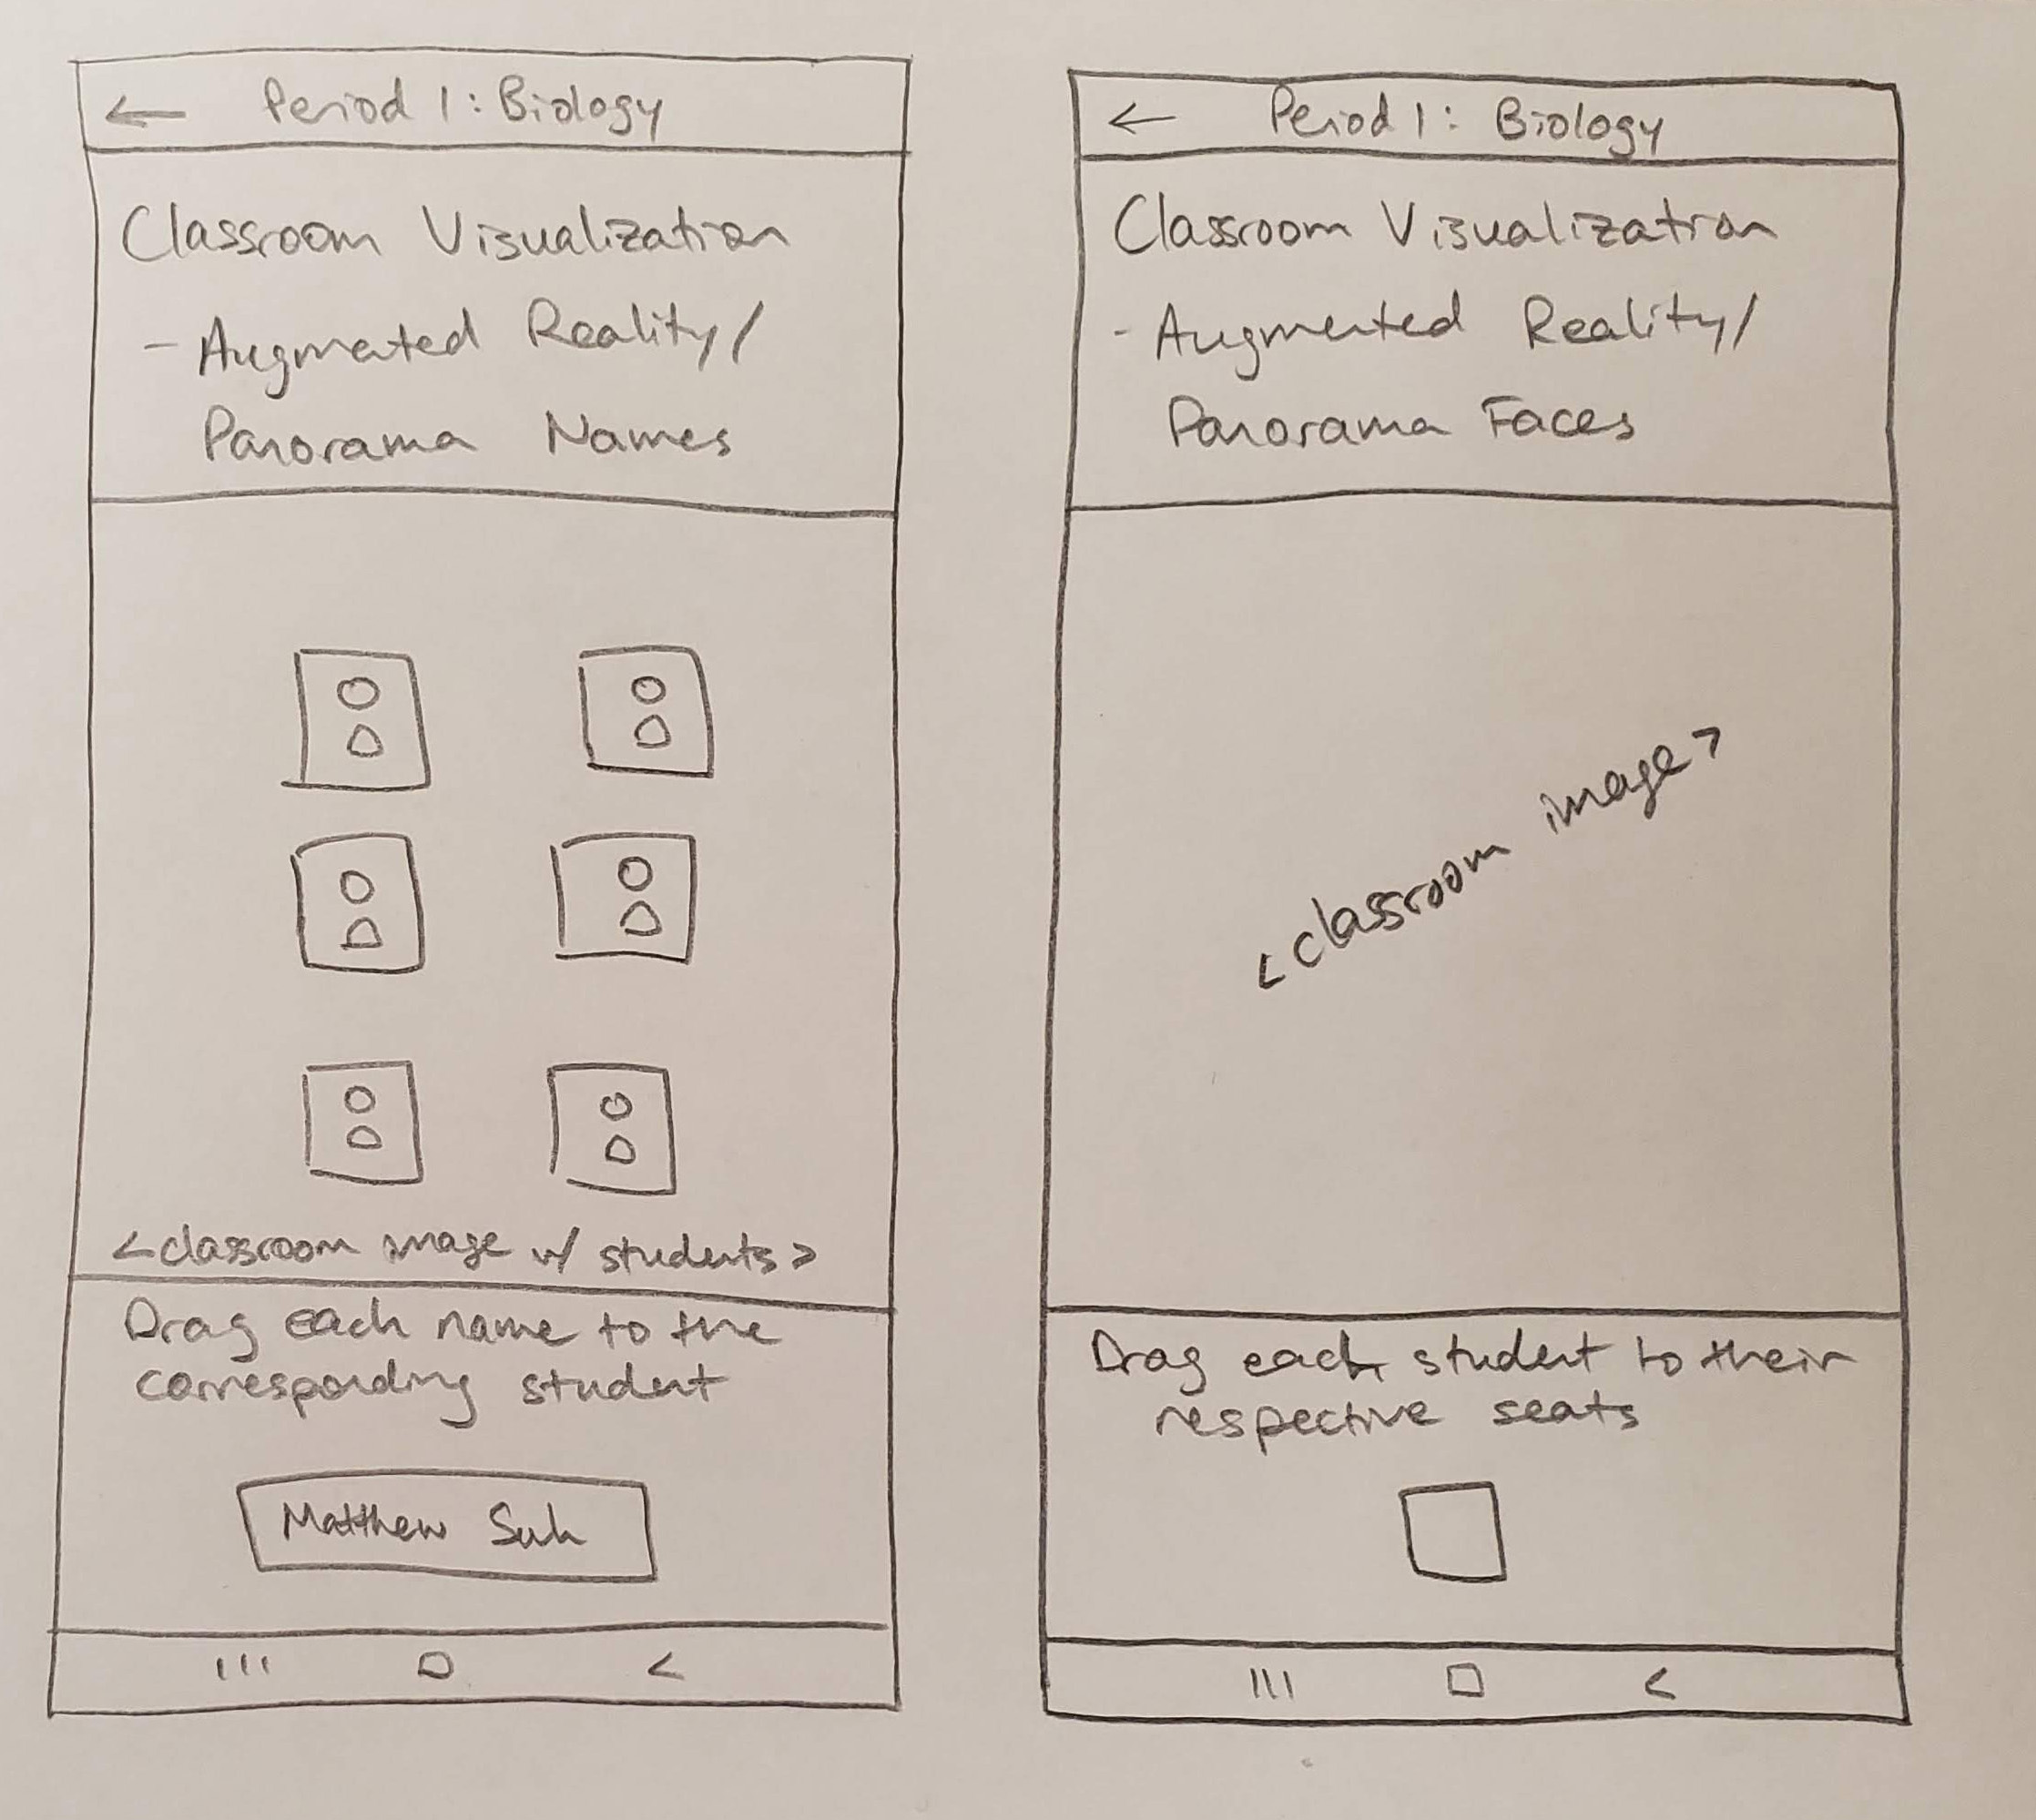 ← Period 1: Biology
Classroom Visualization
- Augmented Reality/
Panorama Names
<classroom image w/ students>
Drag each name to the
corresponding student
Matthew Suh
← Period 1: Biology
Classroom Visualization
- Augmented Reality/
Panorama Faces
<classroom image>
Drag each student to their
respective seats